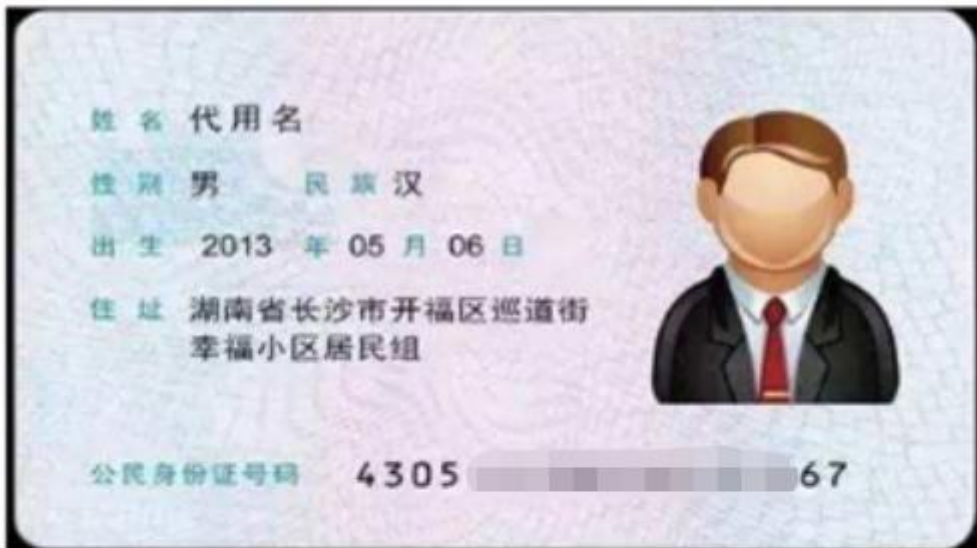 姓名 代用名
性别 男 民族 汉
出生 2013 年 05 月 06 日
住址 湖南省长沙市开福区巡道街
幸福小区居民组
公民身份证号码 4305 67